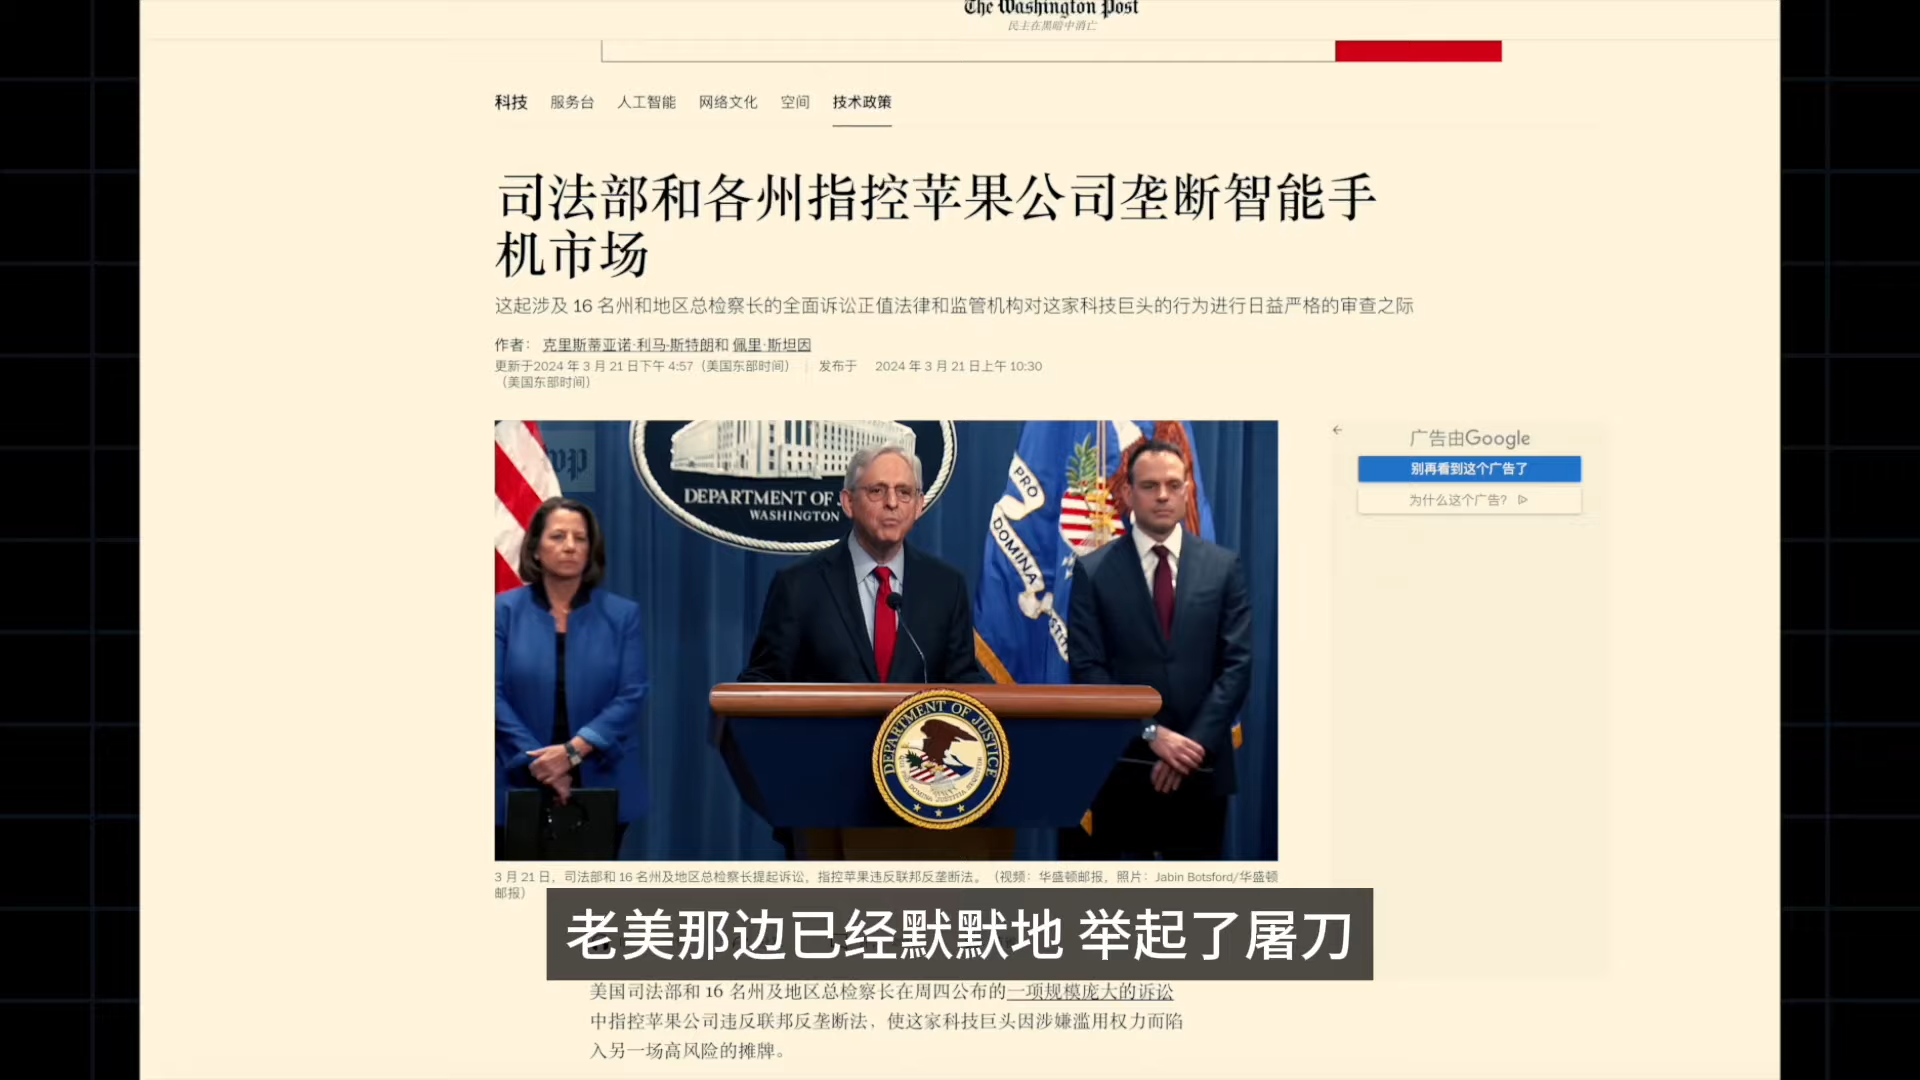 The Washington Post
民主在黑暗中消亡
科技 服务台 人工智能 网络文化 空间 技术政策
司法部和各州指控苹果公司垄断智能手
机市场
这起涉及 16 名州和地区总检察长的全面诉讼正值法律和监管机构对这家科技巨头的行为进行日益严格的审查之际
作者： 克里斯蒂亚诺·利马-斯特朗和 佩里·斯坦因
更新于2024 年 3 月 21 日下午 4:57（美国东部时间） | 发布于 2024 年 3 月 21 日上午 10:30
（美国东部时间）
广告由Google
别再看到这个广告了
为什么这个广告?
wp
DEPARTMENT OF J
WASHINGTON
PRO
DOMINA
DEPARTMENT OF JUSTICE
QUI PRO DOMINA JUSTITIA SEQUITUR
3 月 21 日，司法部和 16 名州及地区总检察长提起诉讼，指控苹果违反联邦反垄断法。（视频：华盛顿邮报，照片：Jabin Botsford/华盛顿
邮报）
老美那边已经默默地 举起了屠刀
美国司法部和 16 名州及地区总检察长在周四公布的一项规模庞大的诉讼
中指控苹果公司违反联邦反垄断法，使这家科技巨头因涉嫌滥用权力而陷
入另一场高风险的摊牌。